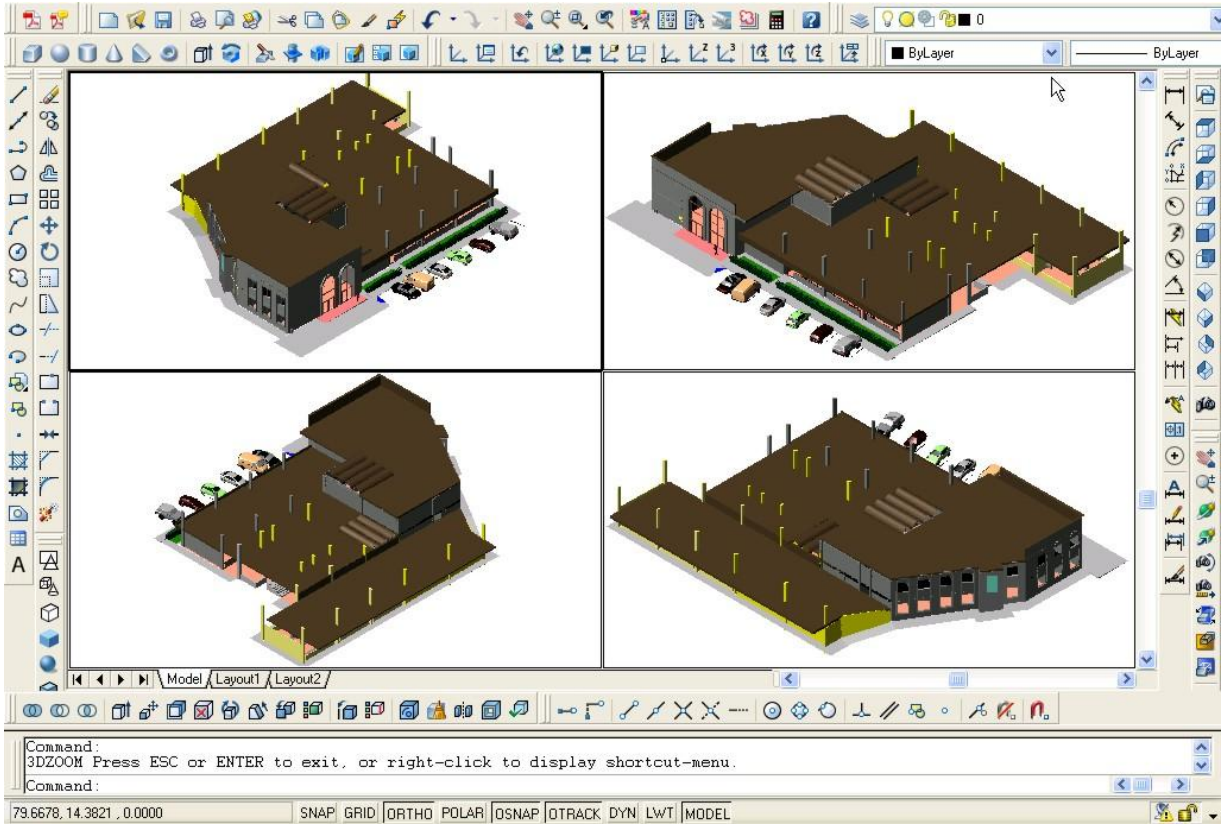 0
ByLayer
ByLayer
Model Layout1 Layout2
Command:
3DZOOM Press ESC or ENTER to exit, or right-click to display shortcut-menu.
Command:
79.6678, 14.3821 , 0.0000 SNAP GRID ORTHO POLAR OSNAP OTRACK DYN LWT MODEL